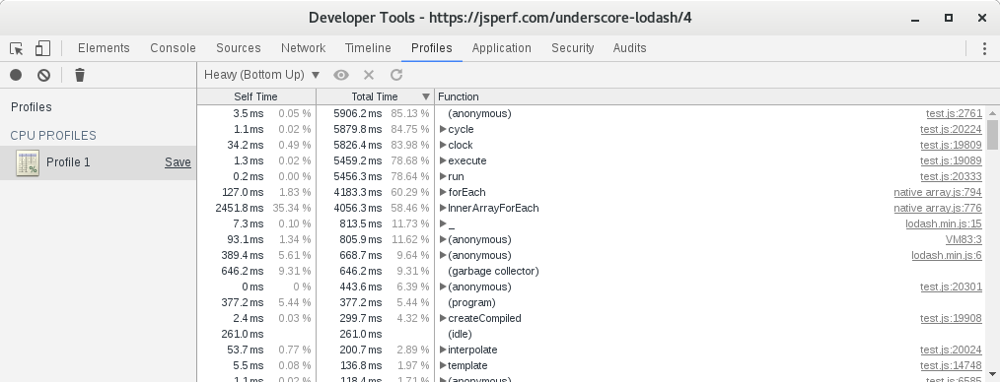 Developer Tools - https://jsperf.com/underscore-lodash/4
Elements Console Sources Network Timeline Profiles Application Security Audits
Heavy (Bottom Up) ▼
Profiles
CPU PROFILES
Profile 1 Save
Self Time Total Time ▼ Function
3.5 ms 0.05 % 5906.2 ms 85.13 % (anonymous) test.js:2761
1.1 ms 0.02 % 5879.8 ms 84.75 % ▶cycle test.js:20224
34.2 ms 0.49 % 5826.4 ms 83.98 % ▶clock test.js:19809
1.3 ms 0.02 % 5459.2 ms 78.68 % ▶execute test.js:19089
0.2 ms 0.00 % 5456.3 ms 78.64 % ▶run test.js:20333
127.0 ms 1.83 % 4183.3 ms 60.29 % ▶forEach native array.js:794
2451.8 ms 35.34 % 4056.3 ms 58.46 % ▶InnerArrayForEach native array.js:776
7.3 ms 0.10 % 813.5 ms 11.73 % ▶_ lodash.min.js:15
93.1 ms 1.34 % 805.9 ms 11.62 % ▶(anonymous) VM83:3
389.4 ms 5.61 % 668.7 ms 9.64 % ▶(anonymous) lodash.min.js:6
646.2 ms 9.31 % 646.2 ms 9.31 % (garbage collector)
0 ms 0 % 443.6 ms 6.39 % ▶(anonymous) test.js:20301
377.2 ms 5.44 % 377.2 ms 5.44 % (program)
2.4 ms 0.03 % 299.7 ms 4.32 % ▶createCompiled test.js:19908
261.0 ms 261.0 ms (idle)
53.7 ms 0.77 % 200.7 ms 2.89 % ▶interpolate test.js:20024
5.5 ms 0.08 % 136.8 ms 1.97 % ▶template test.js:14748
1.1 ms 0.02 % 118.4 ms 1.71 % ▶(anonymous) test.js:6585